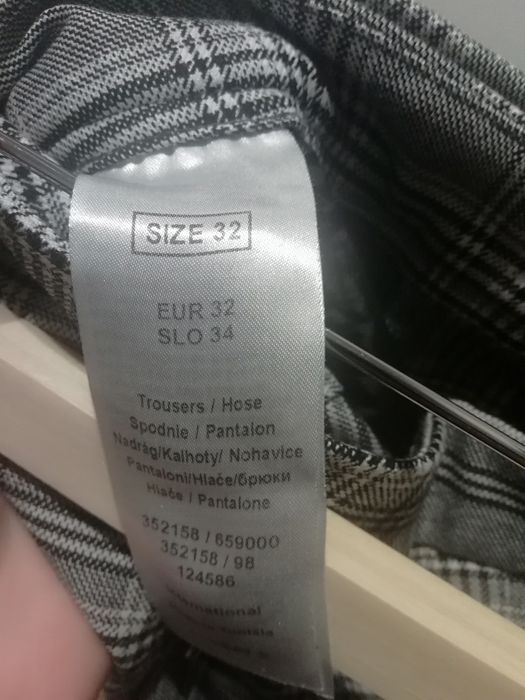 SIZE 32
EUR 32
SLO 34
Trousers / Hose
Spodnie / Pantalon
Nadrág/Kalhoty/ Nohavice
Pantaloni/Hlače/брюки
Hlače / Pantalone
352158 / 659000
352158 / 98
124586
International